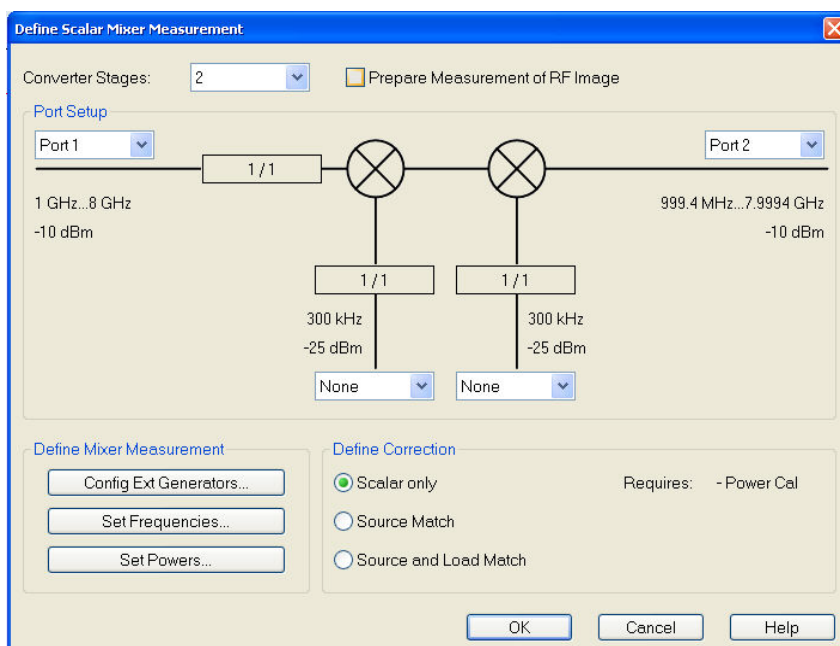 Define Scalar Mixer Measurement
Converter Stages: 2 Prepare Measurement of RF Image
Port Setup
Port 1 Port 2
1 / 1
1 GHz...8 GHz 999.4 MHz...7.9994 GHz
-10 dBm -10 dBm
1 / 1 1 / 1
300 kHz 300 kHz
-25 dBm -25 dBm
None None
Define Mixer Measurement Define Correction
Config Ext Generators... Scalar only Requires: - Power Cal
Set Frequencies... Source Match
Set Powers... Source and Load Match
OK Cancel Help